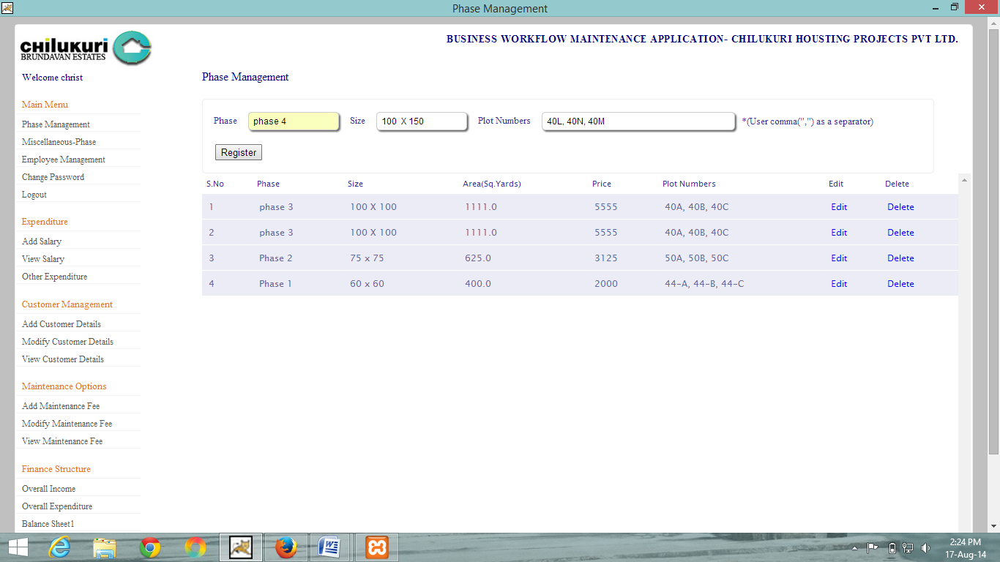 Phase Management
CHILUKURI
BRUNDAVAN ESTATES
BUSINESS WORKFLOW MAINTENANCE APPLICATION- CHILUKURI HOUSTING PROJECTS PVT LTD.
Welcome christ
Main Menu
Phase Management
Miscellaneous-Phase
Employee Management
Change Password
Logout
Expenditure
Add Salary
View Salary
Other Expenditure
Customer Management
Add Customer Details
Modify Customer Details
View Customer Details
Maintenance Options
Add Maintenance Fee
Modify Maintenance Fee
View Maintenance Fee
Finance Structure
Overall Income
Overall Expenditure
Balance Sheet1
Phase Management
Phase phase 4 Size 100 X 150 Plot Numbers 40L, 40N, 40M *(User comma(",") as a separator)
Register
S.No Phase Size Area(Sq.Yards) Price Plot Numbers Edit Delete
1 phase 3 100 X 100 1111.0 5555 40A, 40B, 40C Edit Delete
2 phase 3 100 X 100 1111.0 5555 40A, 40B, 40C Edit Delete
3 Phase 2 75 x 75 625.0 3125 50A, 50B, 50C Edit Delete
4 Phase 1 60 x 60 400.0 2000 44-A, 44-B, 44-C Edit Delete
2:24 PM
17-Aug-14